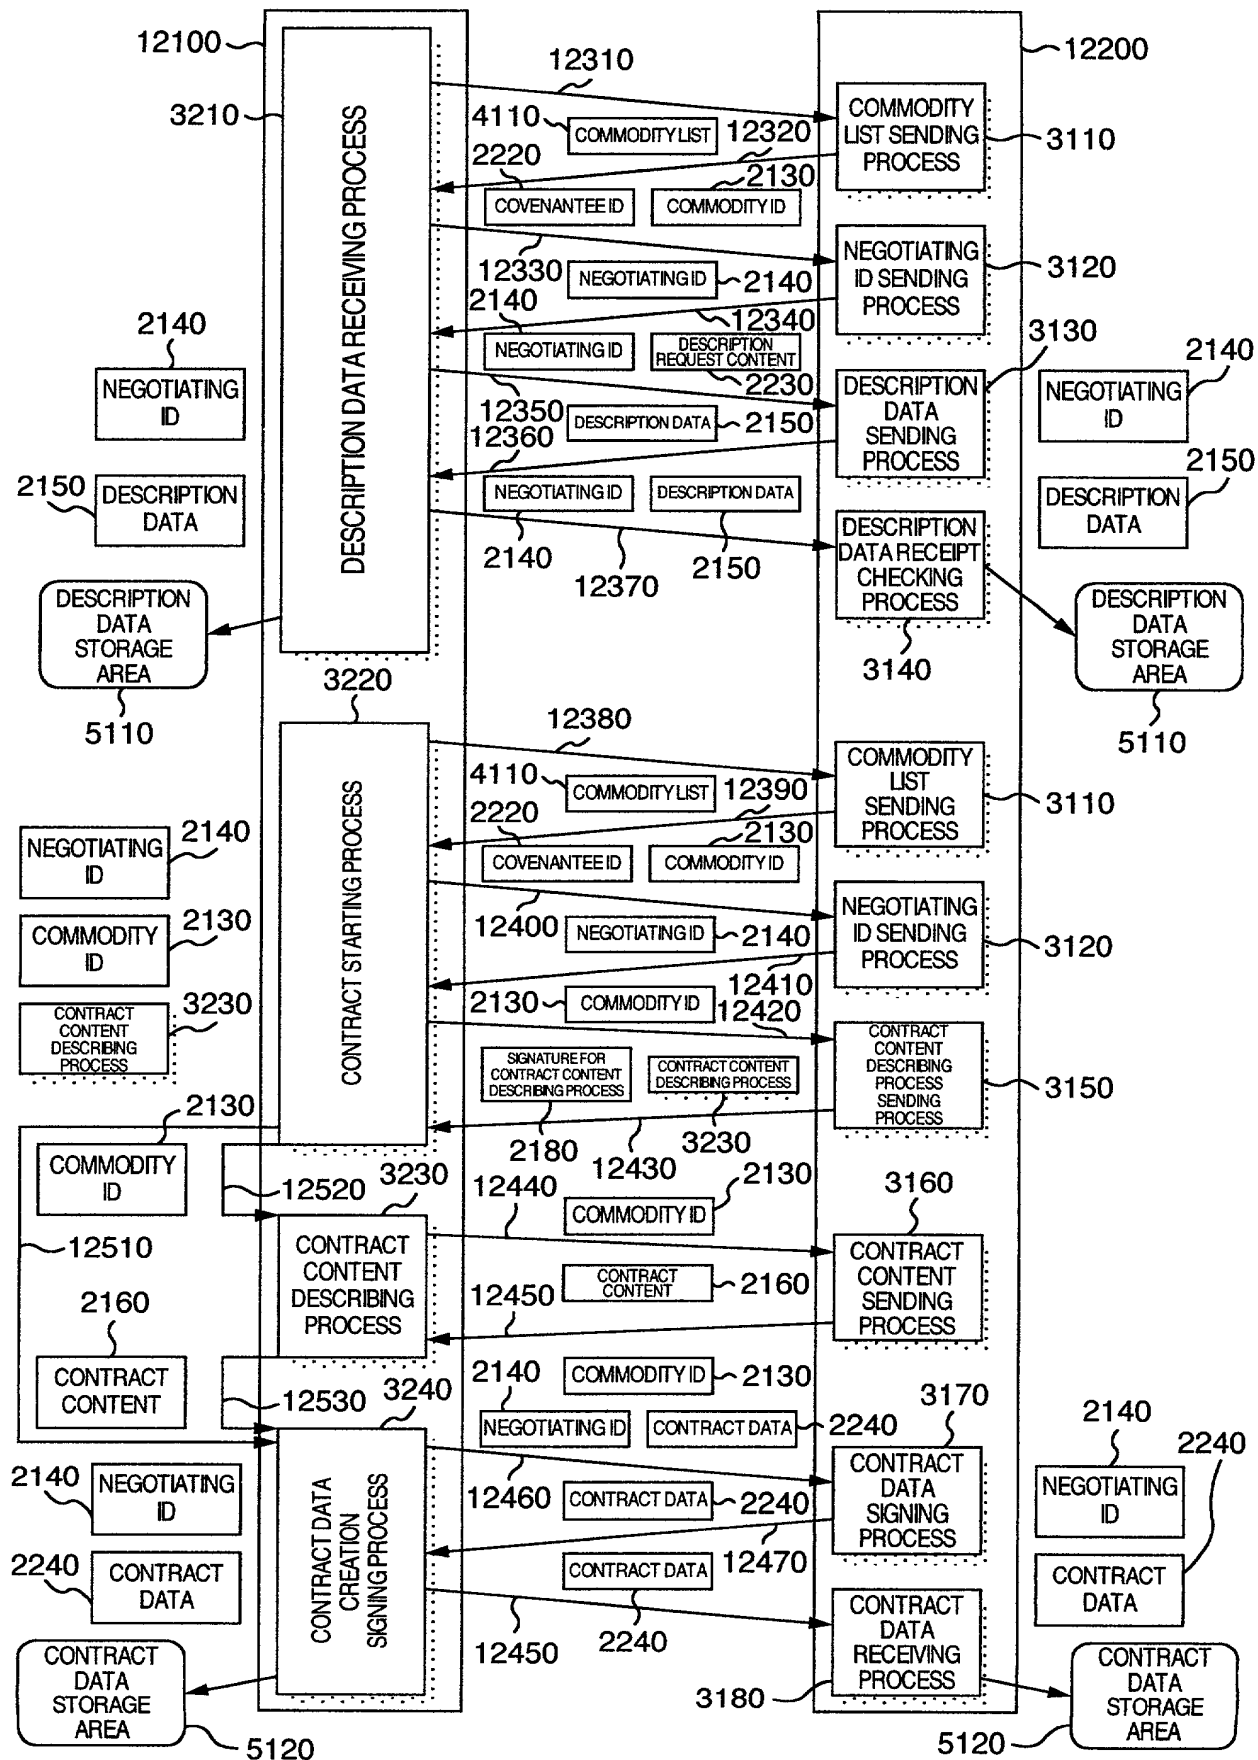 12100
12200
12310
3210
COMMODITY
LIST SENDING
PROCESS
3110
4110
COMMODITY LIST
12320
2220
2130
COVENANTEE ID
COMMODITY ID
DESCRIPTION DATA RECEIVING PROCESS
12330
NEGOTIATING
ID SENDING
PROCESS
3120
NEGOTIATING ID
2140
2140
12340
NEGOTIATING ID
DESCRIPTION
REQUEST CONTENT
2230
3130
2140
NEGOTIATING
ID
2140
NEGOTIATING
ID
12350
12360
DESCRIPTION DATA
2150
DESCRIPTION
DATA
SENDING
PROCESS
2150
DESCRIPTION
DATA
2150
DESCRIPTION
DATA
NEGOTIATING ID
DESCRIPTION DATA
2140
12370
2150
DESCRIPTION
DATA RECEIPT
CHECKING
PROCESS
3140
DESCRIPTION
DATA
STORAGE
AREA
5110
DESCRIPTION
DATA
STORAGE
AREA
5110
3220
12380
4110
COMMODITY LIST
12390
COMMODITY
LIST
SENDING
PROCESS
3110
2220
2130
COVENANTEE ID
COMMODITY ID
CONTRACT STARTING PROCESS
NEGOTIATING
ID
2140
COMMODITY
ID
2130
CONTRACT
CONTENT
DESCRIBING
PROCESS
3230
12400
NEGOTIATING ID
2140
NEGOTIATING
ID SENDING
PROCESS
3120
12410
2130
COMMODITY ID
12420
SIGNATURE FOR
CONTRACT CONTENT
DESCRIBING PROCESS
CONTRACT CONTENT
DESCRIBING PROCESS
CONTRACT
CONTENT
DESCRIBING
PROCESS
SENDING
PROCESS
3150
2180
12430
3230
2130
COMMODITY
ID
12520
3230
12440
2130
COMMODITY ID
3160
12510
CONTRACT
CONTENT
DESCRIBING
PROCESS
CONTRACT
CONTENT
2160
12450
CONTRACT
CONTENT
SENDING
PROCESS
2160
CONTRACT
CONTENT
12530
3240
2140
COMMODITY ID
2130
NEGOTIATING ID
CONTRACT DATA
2240
3170
2140
NEGOTIATING
ID
2140
2240
NEGOTIATING
ID
12460
CONTRACT DATA
2240
CONTRACT
DATA
SIGNING
PROCESS
CONTRACT DATA
CREATION
SIGNING PROCESS
12470
2240
CONTRACT
DATA
CONTRACT DATA
2240
CONTRACT
DATA
12450
CONTRACT
DATA
RECEIVING
PROCESS
3180
CONTRACT
DATA
STORAGE
AREA
5120
CONTRACT
DATA
STORAGE
AREA
5120